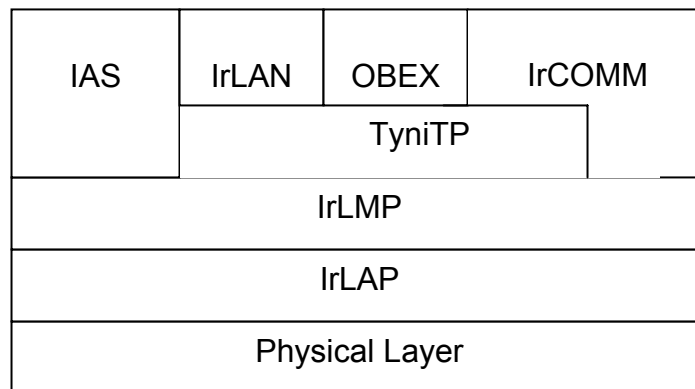 IAS IrLAN OBEX IrCOMM
TyniTP
IrLMP
IrLAP
Physical Layer